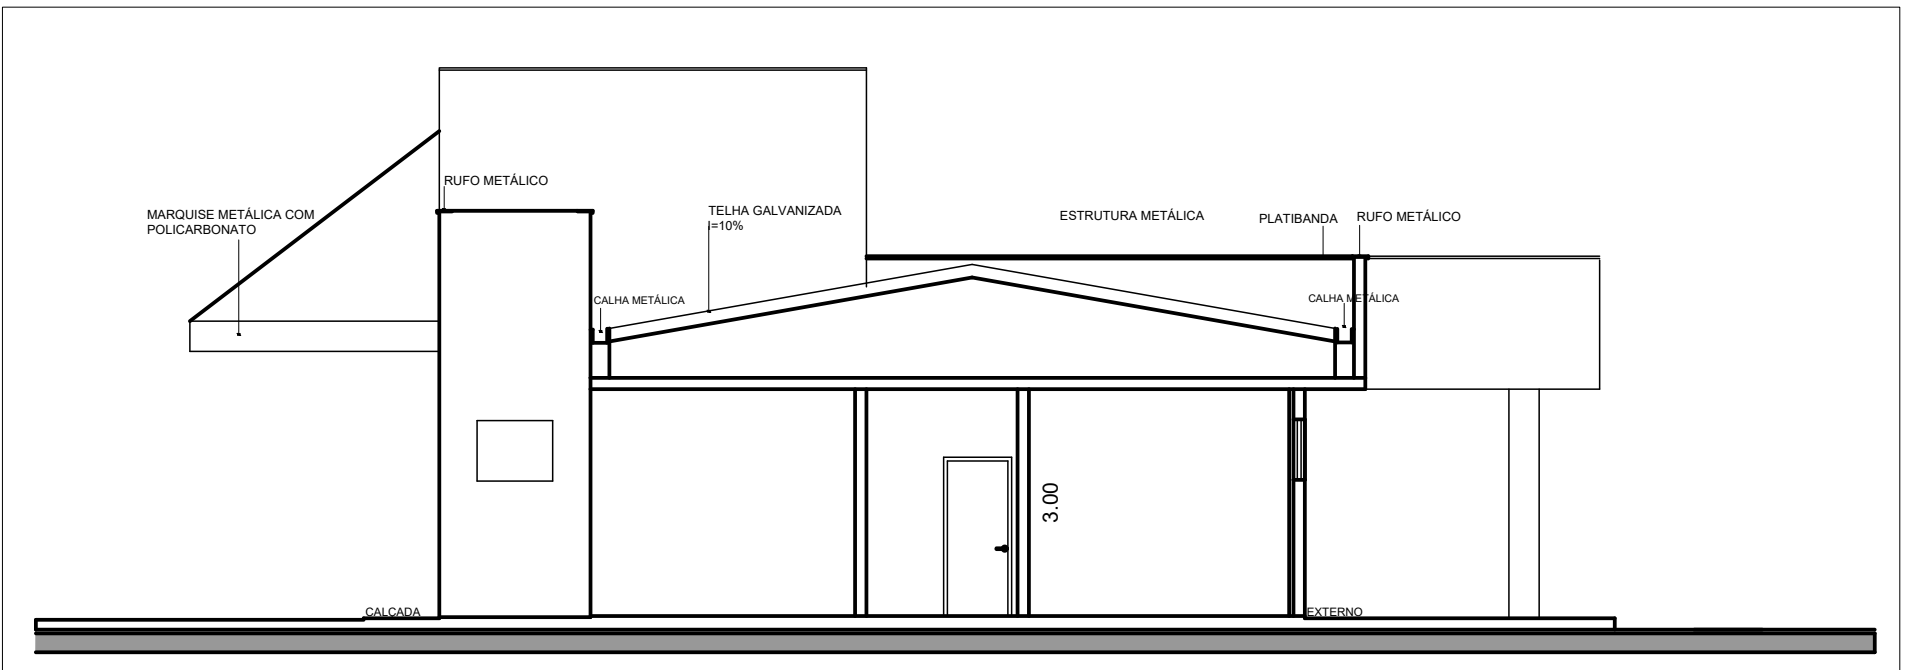 RUFO METÁLICO
MARQUISE METÁLICA COM
POLICARBONATO
TELHA GALVANIZADA
I=10%
ESTRUTURA METÁLICA
PLATIBANDA
RUFO METÁLICO
CALHA METÁLICA
CALHA METÁLICA
3.00
CALÇADA
EXTERNO